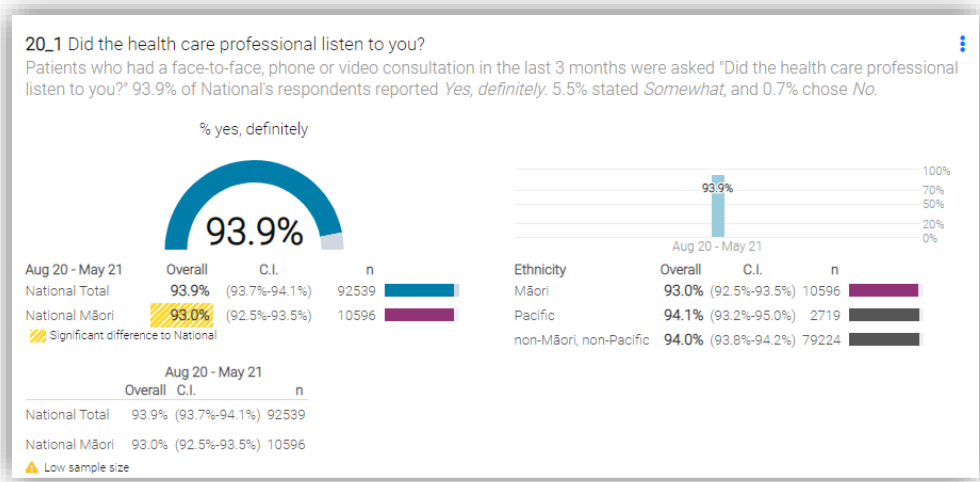 20_1 Did the health care professional listen to you?
Patients who had a face-to-face, phone or video consultation in the last 3 months were asked "Did the health care professional
listen to you?" 93.9% of National's respondents reported Yes, definitely. 5.5% stated Somewhat, and 0.7% chose No.
% yes, definitely
93.9%
Aug 20 - May 21 Overall C.I. n
National Total 93.9% (93.7%-94.1%) 92539
National Māori 93.0% (92.5%-93.5%) 10596
Significant difference to National
Aug 20 - May 21
Overall C.I. n
National Total 93.9% (93.7%-94.1%) 92539
National Māori 93.0% (92.5%-93.5%) 10596
Low sample size
100%
93.9%
70%
50%
20%
0%
Aug 20 - May 21
Ethnicity Overall C.I. n
Māori 93.0% (92.5%-93.5%) 10596
Pacific 94.1% (93.2%-95.0%) 2719
non-Māori, non-Pacific 94.0% (93.8%-94.2%) 79224